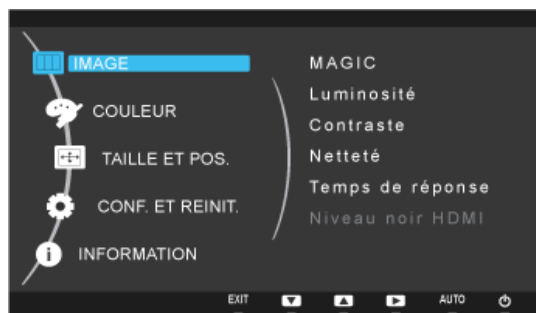 IMAGE
COULEUR
TAILLE ET POS.
CONF. ET REINIT.
INFORMATION
MAGIC
Luminosité
Contraste
Netteté
Temps de réponse
Niveau noir HDMI
EXIT AUTO